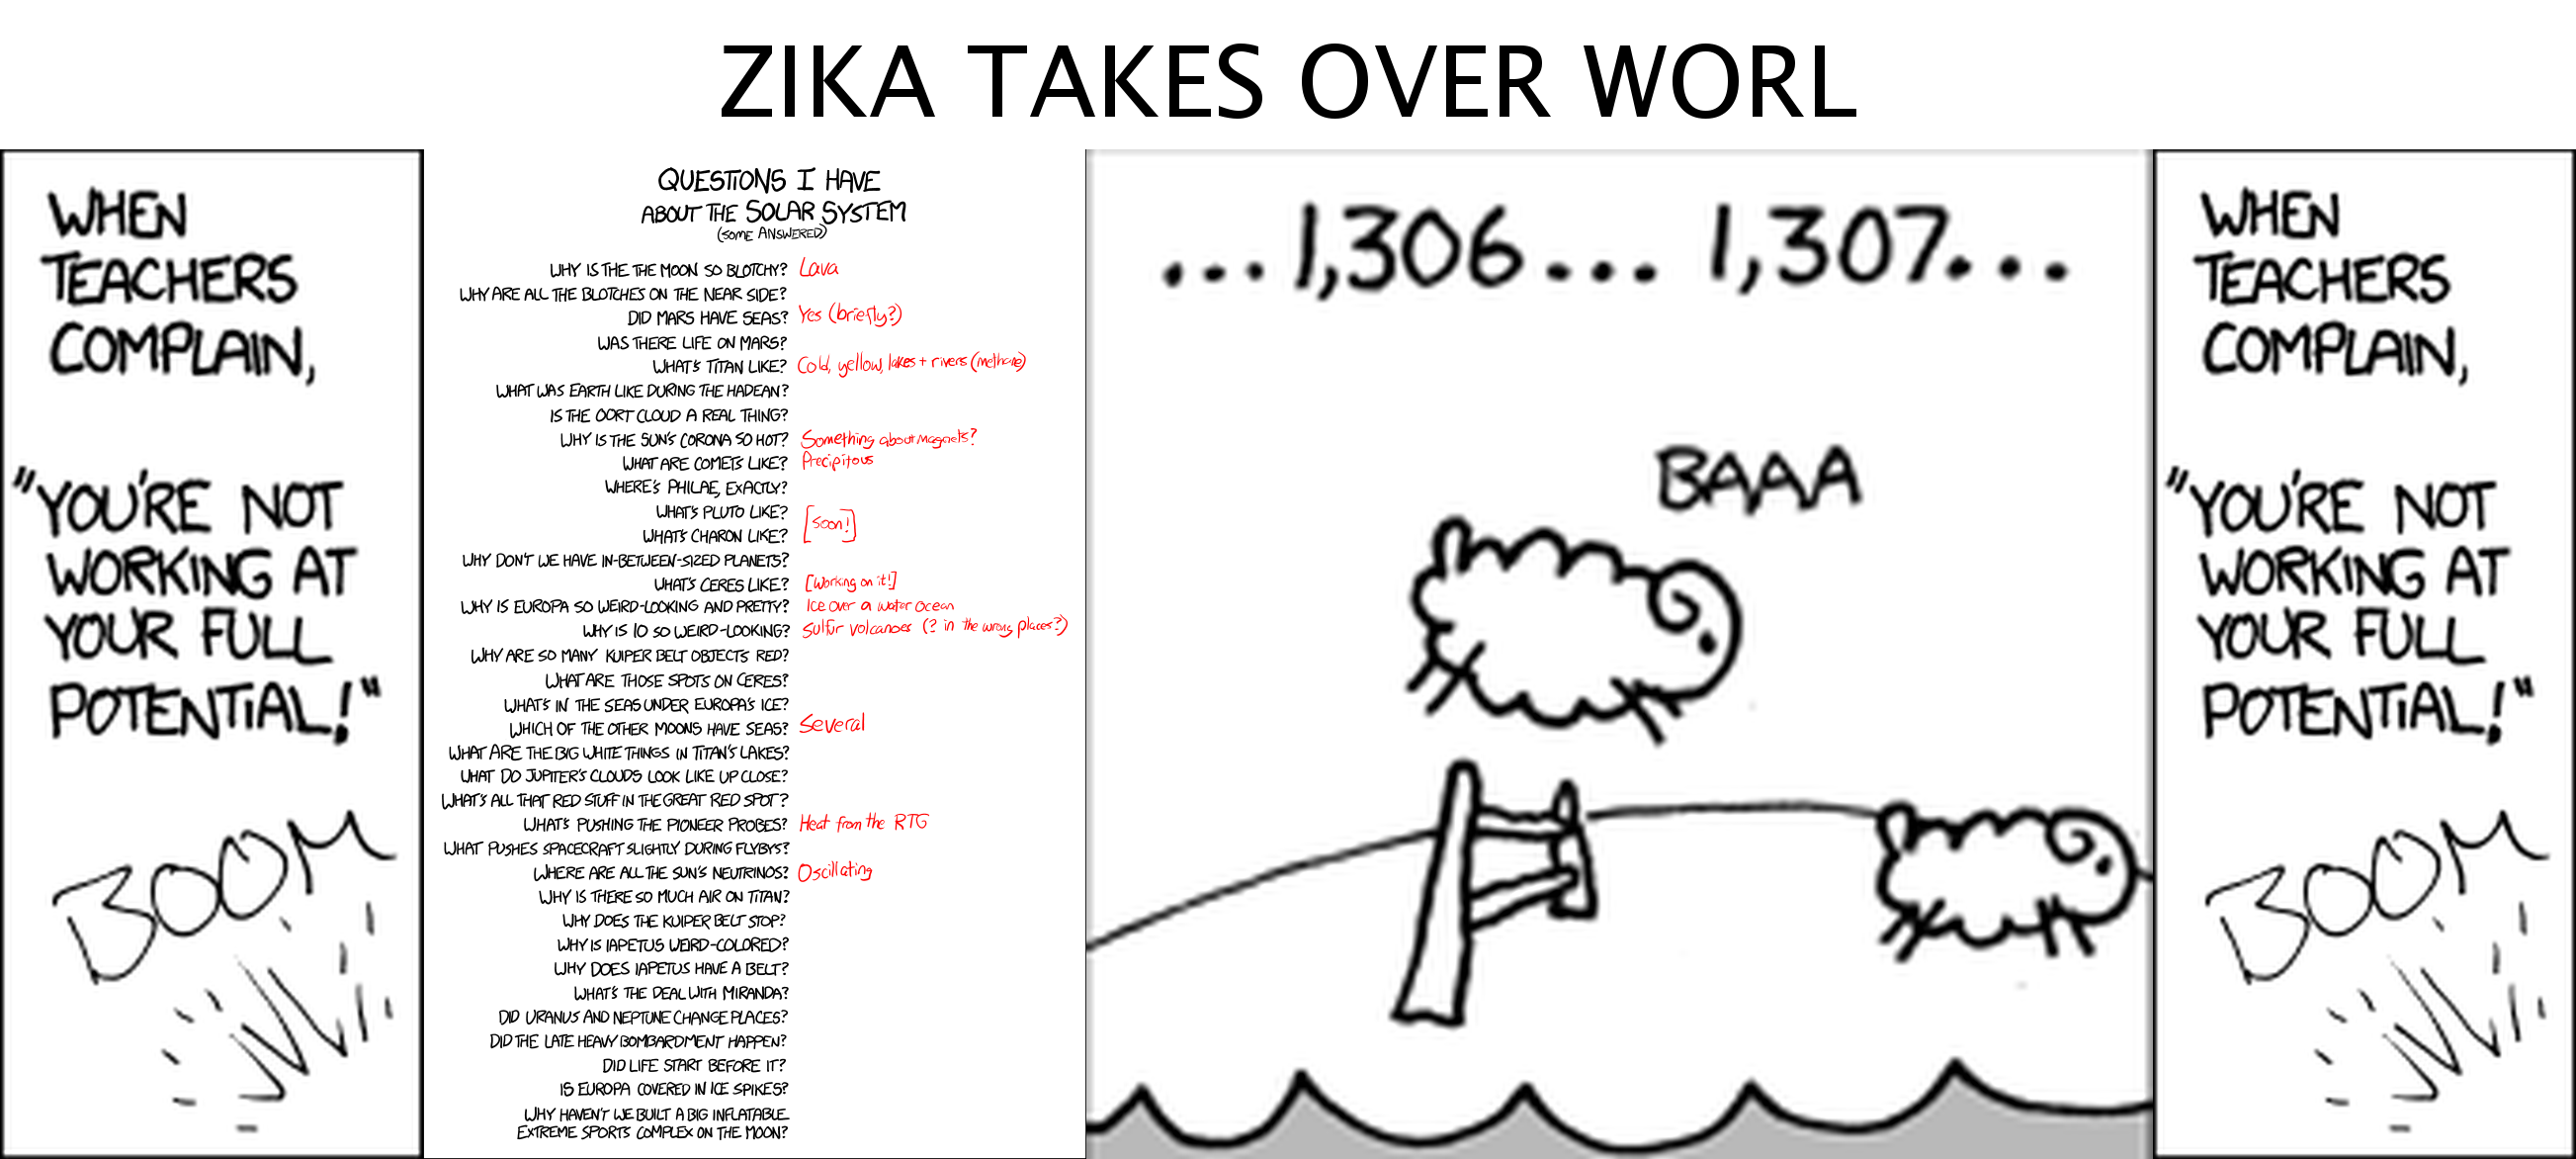 ZIKA TAKES OVER WORL
WHEN
TEACHERS
COMPLAIN,
"YOU'RE NOT
WORKING AT
YOUR FULL
POTENTIAL!"
BOOM
QUESTIONS I HAVE
ABOUT THE SOLAR SYSTEM
(SOME ANSWERED)
WHY IS THE THE MOON SO BLOTCHY? Lava
WHY ARE ALL THE BLOTCHES ON THE NEAR SIDE?
DID MARS HAVE SEAS? Yes (briefly?)
WAS THERE LIFE ON MARS?
WHAT'S TITAN LIKE? Cold, yellow, lakes + rivers (methane)
WHAT WAS EARTH LIKE DURING THE HADEAN?
IS THE OORT CLOUD A REAL THING?
WHY IS THE SUN'S CORONA SO HOT? Something about Magnets?
WHAT ARE COMETS LIKE? Precipitous
WHERE'S PHILAE, EXACTLY?
WHAT'S PLUTO LIKE? [Soon!]
WHAT'S CHARON LIKE?
WHY DON'T WE HAVE IN-BETWEEN-SIZED PLANETS?
WHAT'S CERES LIKE? [Working on it!]
WHY IS EUROPA SO WEIRD-LOOKING AND PRETTY? Ice over a water ocean
WHY IS IO SO WEIRD-LOOKING? Sulfur volcanoes (? in the wrong places?)
WHY ARE SO MANY KUIPER BELT OBJECTS RED?
WHAT ARE THOSE SPOTS ON CERES?
WHAT'S IN THE SEAS UNDER EUROPA'S ICE?
WHICH OF THE OTHER MOONS HAVE SEAS? Several
WHAT ARE THE BIG WHITE THINGS IN TITAN'S LAKES?
WHAT DO JUPITER'S CLOUDS LOOK LIKE UP CLOSE?
WHAT'S ALL THAT RED STUFF IN THE GREAT RED SPOT?
WHAT'S PUSHING THE PIONEER PROBES? Heat from the RTG
WHAT PUSHES SPACECRAFT SLIGHTLY DURING FLYBYS?
WHERE ARE ALL THE SUN'S NEUTRINOS? Oscillating
WHY IS THERE SO MUCH AIR ON TITAN?
WHY DOES THE KUIPER BELT STOP?
WHY IS IAPETUS WEIRD-COLORED?
WHY DOES IAPETUS HAVE A BELT?
WHAT'S THE DEAL WITH MIRANDA?
DID URANUS AND NEPTUNE CHANGE PLACES?
DID THE LATE HEAVY BOMBARDMENT HAPPEN?
DID LIFE START BEFORE IT?
IS EUROPA COVERED IN ICE SPIKES?
WHY HAVEN'T WE BUILT A BIG INFLATABLE
EXTREME SPORTS COMPLEX ON THE MOON?
...1,306... 1,307...
BAAA
WHEN
TEACHERS
COMPLAIN,
"YOU'RE NOT
WORKING AT
YOUR FULL
POTENTIAL!"
BOOM